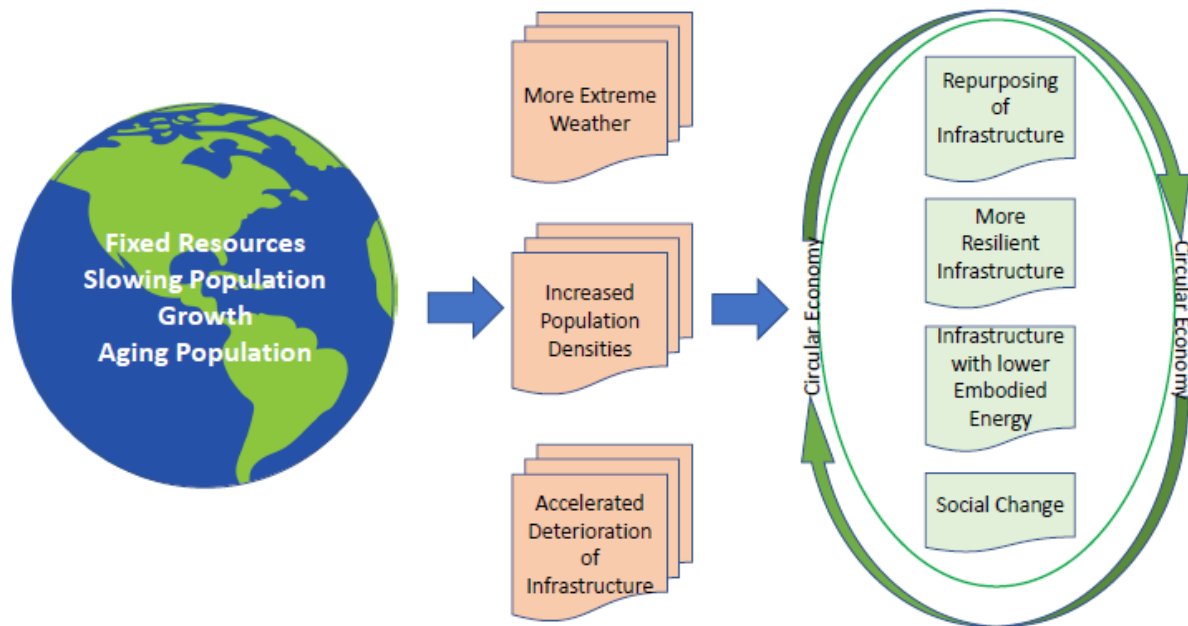 Fixed Resources
Slowing Population
Growth
Aging Population
More Extreme
Weather
Increased
Population
Densities
Accelerated
Deterioration
of
Infrastructure
Circular Economy
Repurposing
of
Infrastructure
More
Resilient
Infrastructure
Infrastructure
with lower
Embodied
Energy
Social Change
Circular Economy